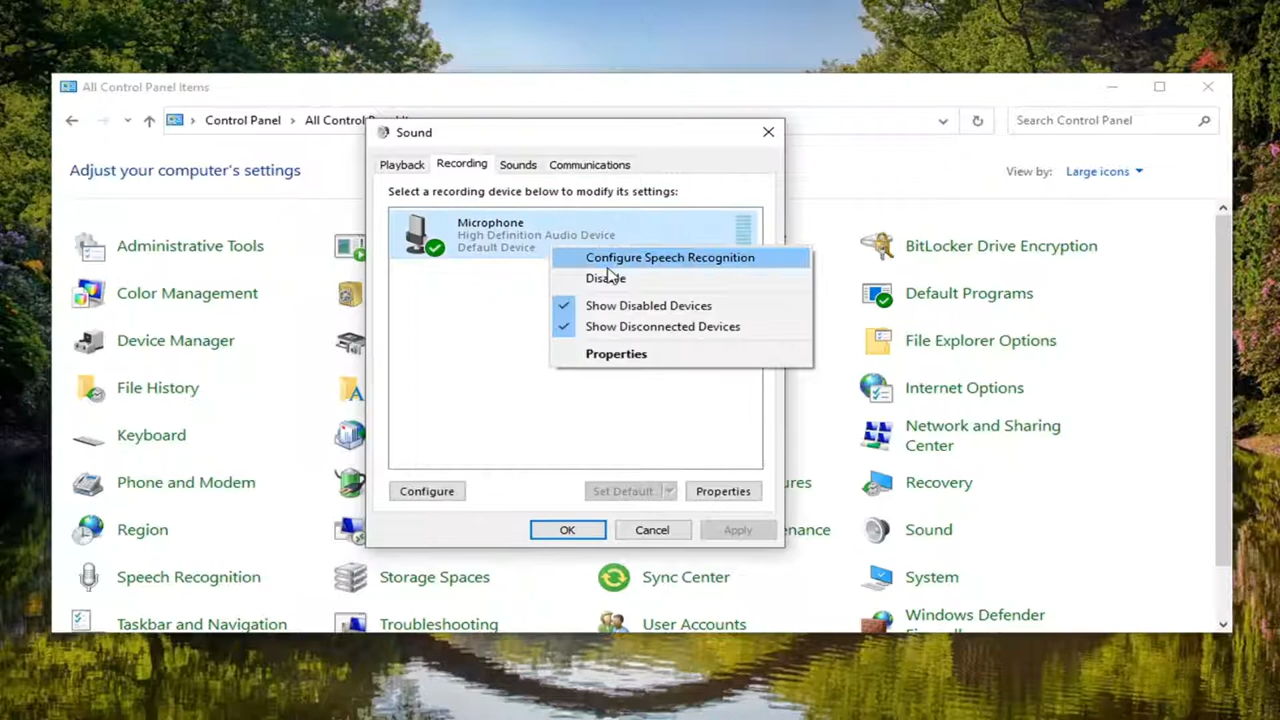 All Control Panel Items
Control Panel
All Control
Search Control Panel
Adjust your computer's settings
View by:
Large icons
Administrative Tools
Color Management
Device Manager
File History
Keyboard
Phone and Modem
Region
Speech Recognition
Taskbar and Navigation
Storage Spaces
Troubleshooting
Sync Center
User Accounts
BitLocker Drive Encryption
Default Programs
File Explorer Options
Internet Options
Network and Sharing
Center
Recovery
Sound
System
Windows Defender
Sound
Playback
Recording
Sounds
Communications
Select a recording device below to modify its settings:
Microphone
High Definition Audio Device
Default Device
Configure Speech Recognition
Disable
Show Disabled Devices
Show Disconnected Devices
Properties
Configure
Set Default
Properties
OK
Cancel
Apply